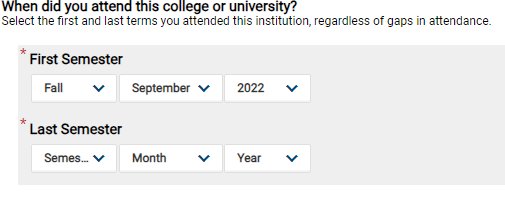 When did you attend this college or university?
Select the first and last terms you attended this institution, regardless of gaps in attendance.
* First Semester
Fall September 2022
* Last Semester
Semes... Month Year